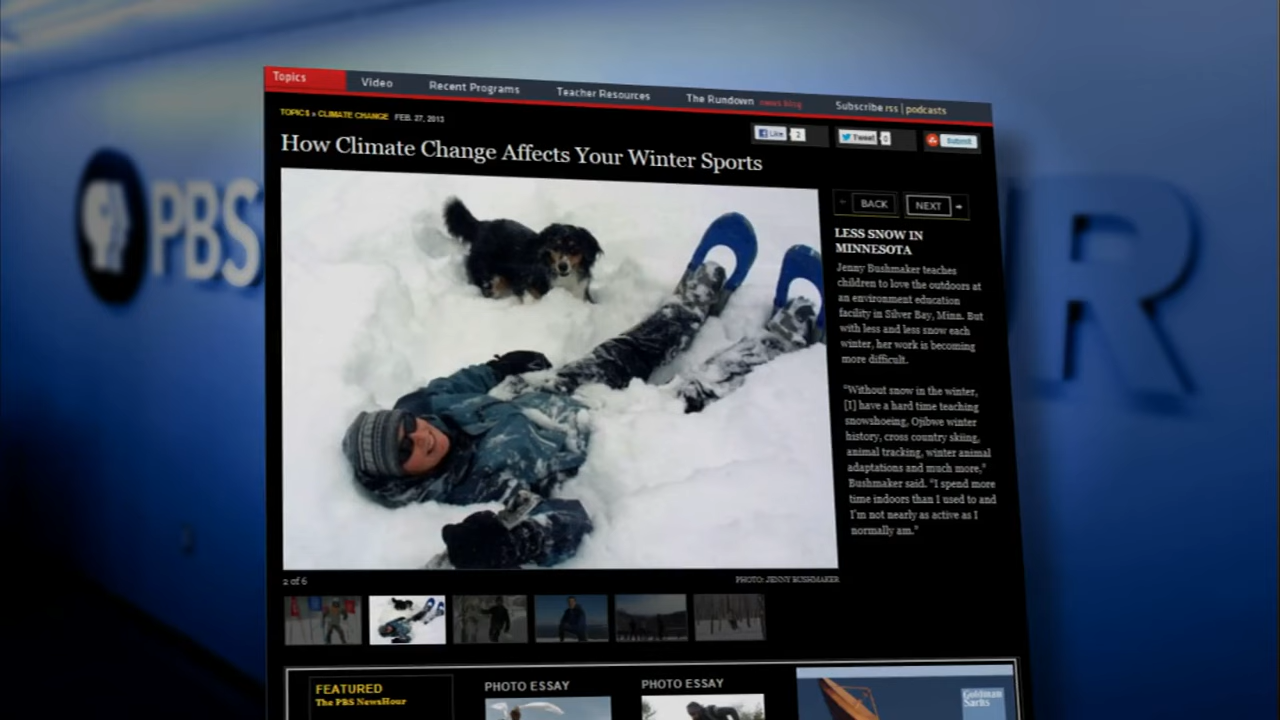 Topics
Video
Recent Programs
Teacher Resources
The Rundown news blog
Subscribe rss | podcasts
TOPICS » CLIMATE CHANGE FEB. 27, 2013
Like 2
Tweet 0
Submit
How Climate Change Affects Your Winter Sports
PBS
R
BACK
NEXT
LESS SNOW IN
MINNESOTA
Jenny Bushmaker teaches
children to love the outdoors at
an environment education
facility in Silver Bay, Minn. But
with less and less snow each
winter, her work is becoming
more difficult.
"Without snow in the winter,
[I] have a hard time teaching
snowshoeing, Ojibwe winter
history, cross country skiing,
animal tracking, winter animal
adaptations and much more,"
Bushmaker said. "I spend more
time indoors than I used to and
I'm not nearly as active as I
normally am."
2 of 6
PHOTO: JENNY BUSHMAKER
FEATURED
The PBS NewsHour
PHOTO ESSAY
PHOTO ESSAY
Goldman
Sachs